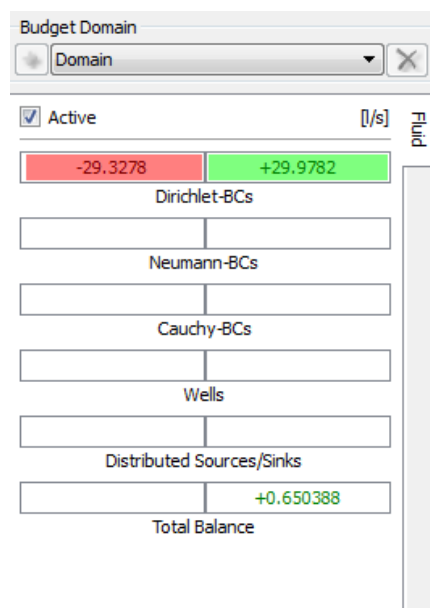 Budget Domain
Domain
Active [l/s]
Fluid
-29.3278 +29.9782
Dirichlet-BCs
Neumann-BCs
Cauchy-BCs
Wells
Distributed Sources/Sinks
+0.650388
Total Balance